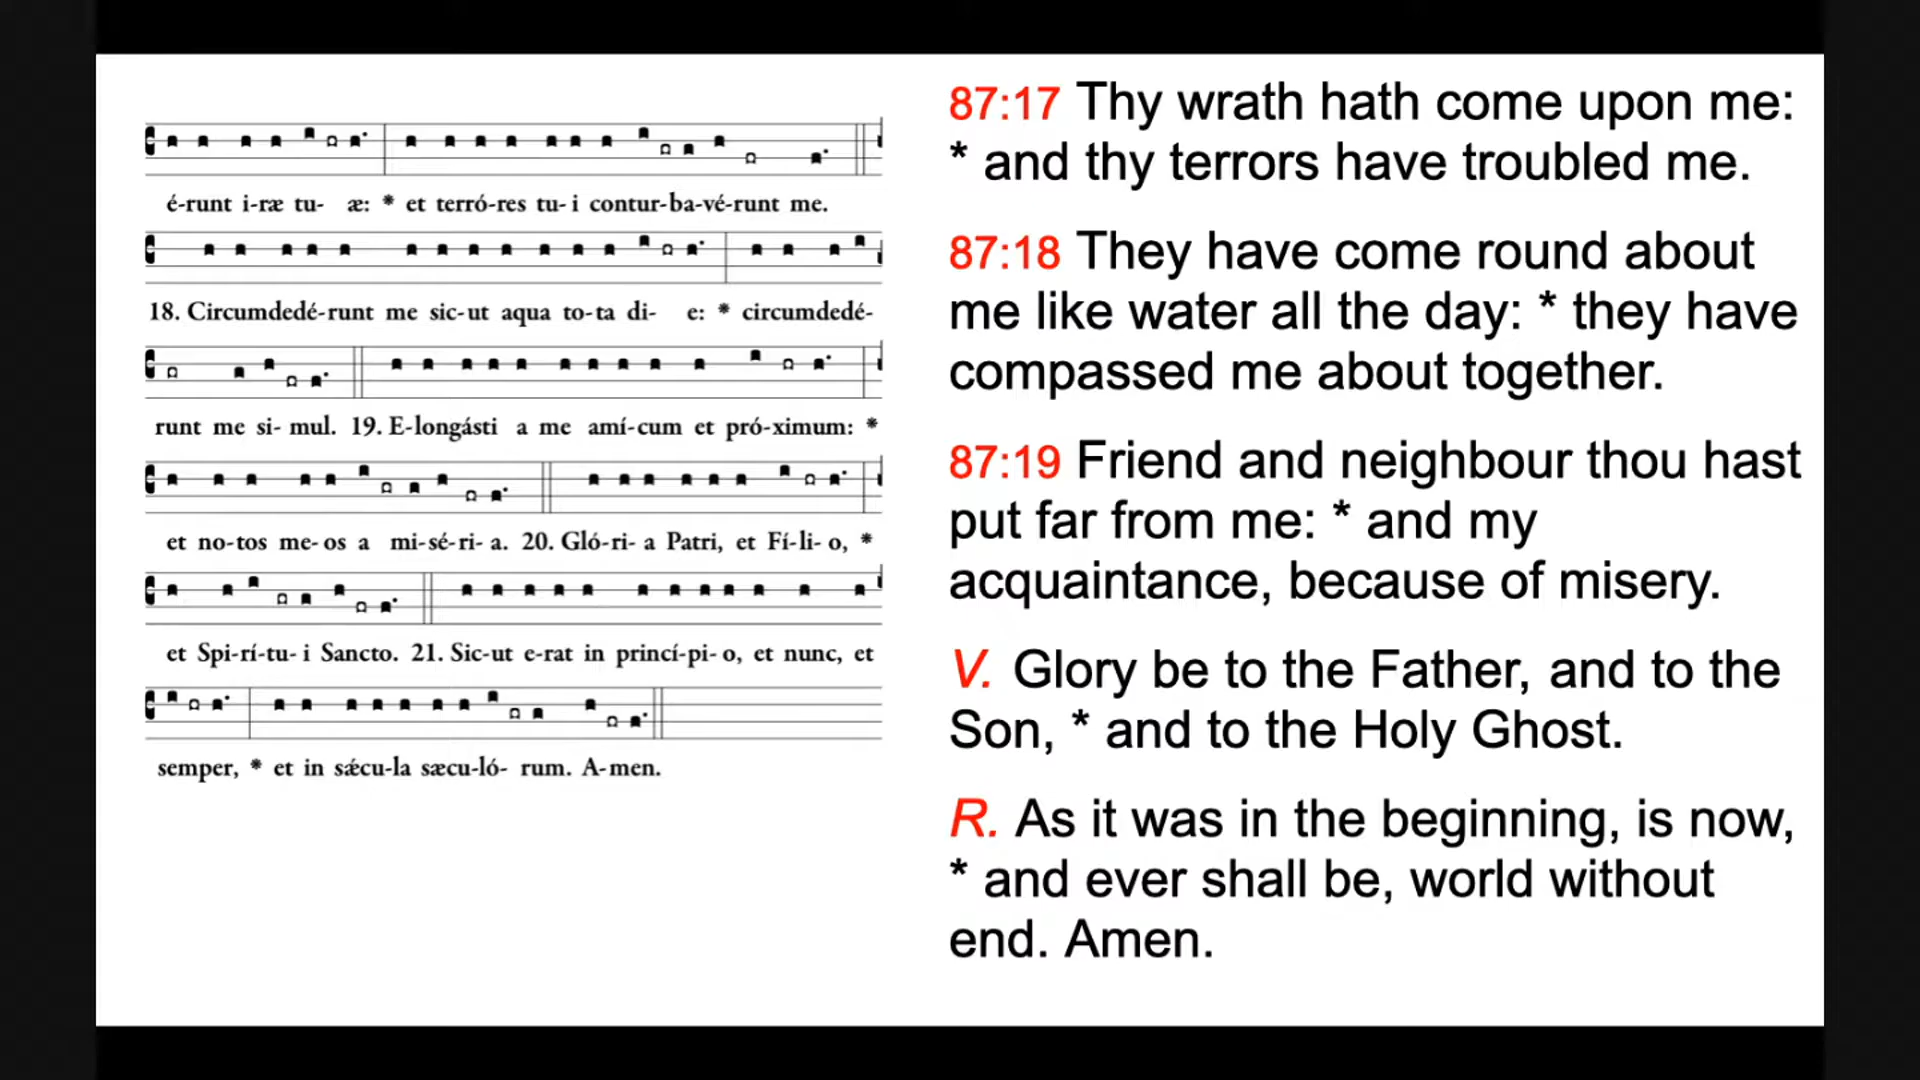 é-runt i-ræ tu- æ: * et terró-res tu-i contur-ba-vé-runt me.
18. Circumdedé-runt me sic-ut aqua to-ta di- e: * circumdedé-
runt me si- mul. 19. E-longásti a me amí-cum et pró-ximum: *
et no-tos me-os a mi-sé-ri-a. 20. Gló-ri- a Patri, et Fí-li-o, *
et Spi-rí-tu- i Sancto. 21. Sic-ut e-rat in princí-pi-o, et nunc, et
semper, * et in sǽcu-la sæcu-ló- rum. A-men.
87:17 Thy wrath hath come upon me:
* and thy terrors have troubled me.
87:18 They have come round about
me like water all the day: * they have
compassed me about together.
87:19 Friend and neighbour thou hast
put far from me: * and my
acquaintance, because of misery.
V. Glory be to the Father, and to the
Son, * and to the Holy Ghost.
R. As it was in the beginning, is now,
* and ever shall be, world without
end. Amen.